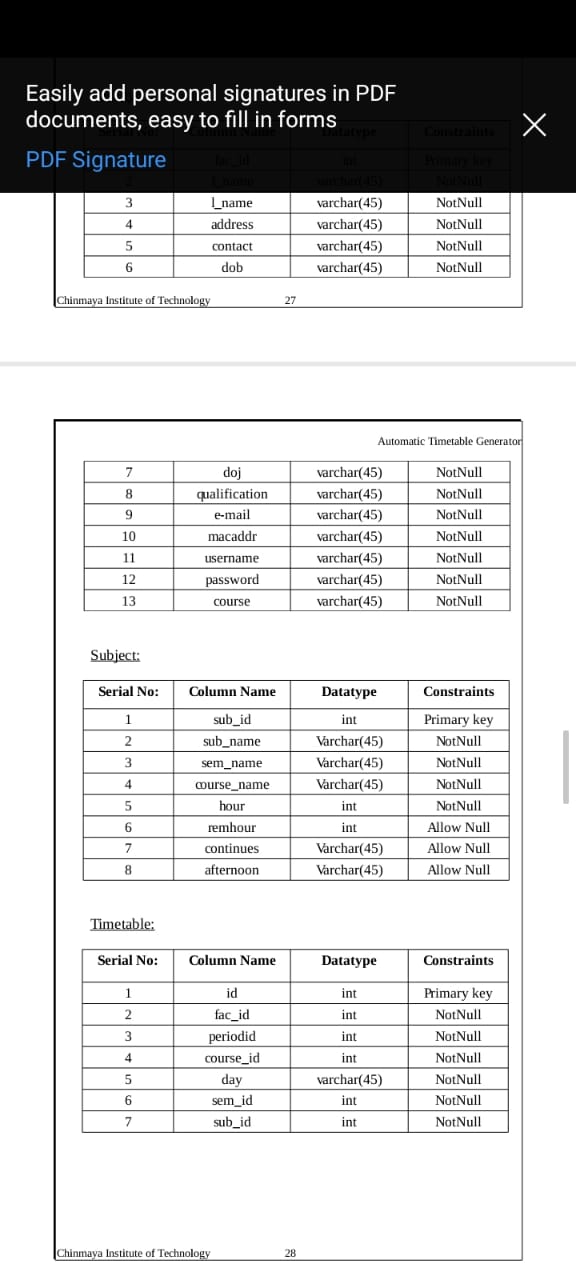 Easily add personal signatures in PDF
documents, easy to fill in forms
PDF Signature
Serial No: Column Name Datatype Constraints
fac_id int Primary key
2 f_name varchar(45) NotNull
3 l_name varchar(45) NotNull
4 address varchar(45) NotNull
5 contact varchar(45) NotNull
6 dob varchar(45) NotNull
Chinmaya Institute of Technology 27
Automatic Timetable Generator
7 doj varchar(45) NotNull
8 qualification varchar(45) NotNull
9 e-mail varchar(45) NotNull
10 macaddr varchar(45) NotNull
11 username varchar(45) NotNull
12 password varchar(45) NotNull
13 course varchar(45) NotNull
Subject:
Serial No: Column Name Datatype Constraints
1 sub_id int Primary key
2 sub_name Varchar(45) NotNull
3 sem_name Varchar(45) NotNull
4 course_name Varchar(45) NotNull
5 hour int NotNull
6 remhour int Allow Null
7 continues Varchar(45) Allow Null
8 afternoon Varchar(45) Allow Null
Timetable:
Serial No: Column Name Datatype Constraints
1 id int Primary key
2 fac_id int NotNull
3 periodid int NotNull
4 course_id int NotNull
5 day varchar(45) NotNull
6 sem_id int NotNull
7 sub_id int NotNull
Chinmaya Institute of Technology 28